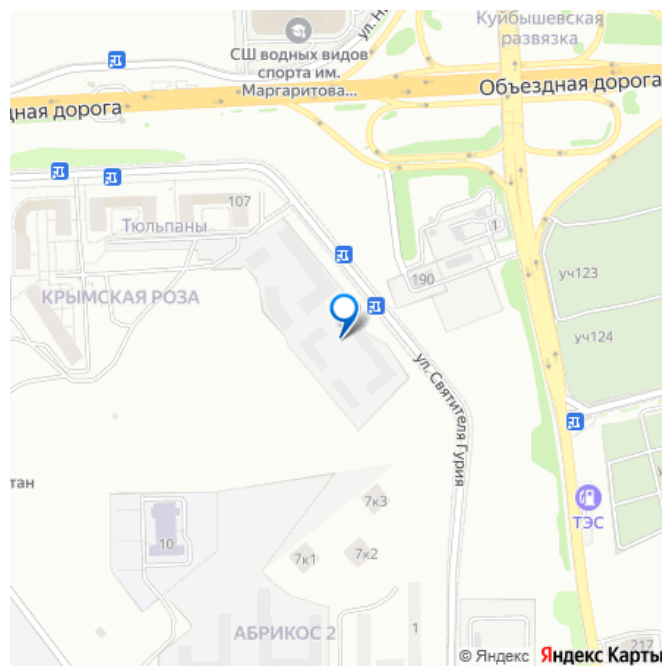 Куйбышевская
развязка
ул. Н
СШ водных видов
спорта им.
Маргаритова...
Объездная дорога
дная дорога
107
Тюльпаны
1
190
уч123
КРЫМСКАЯ РОЗА
уч124
ул. Святителя Гурия
тан
7к3
ТЭС
10
7к1
7к2
АБРИКОС 2
1
217
© Яндекс Яндекс Карты